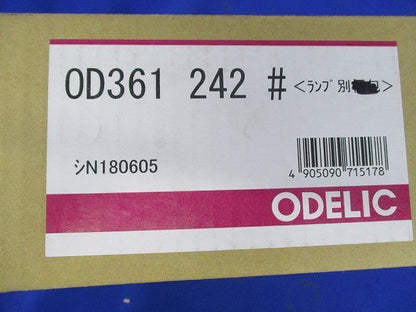 OD361 242 # <ﾗﾝﾌﾟ別
ｼN180605
4 905090 715178
ODELIC